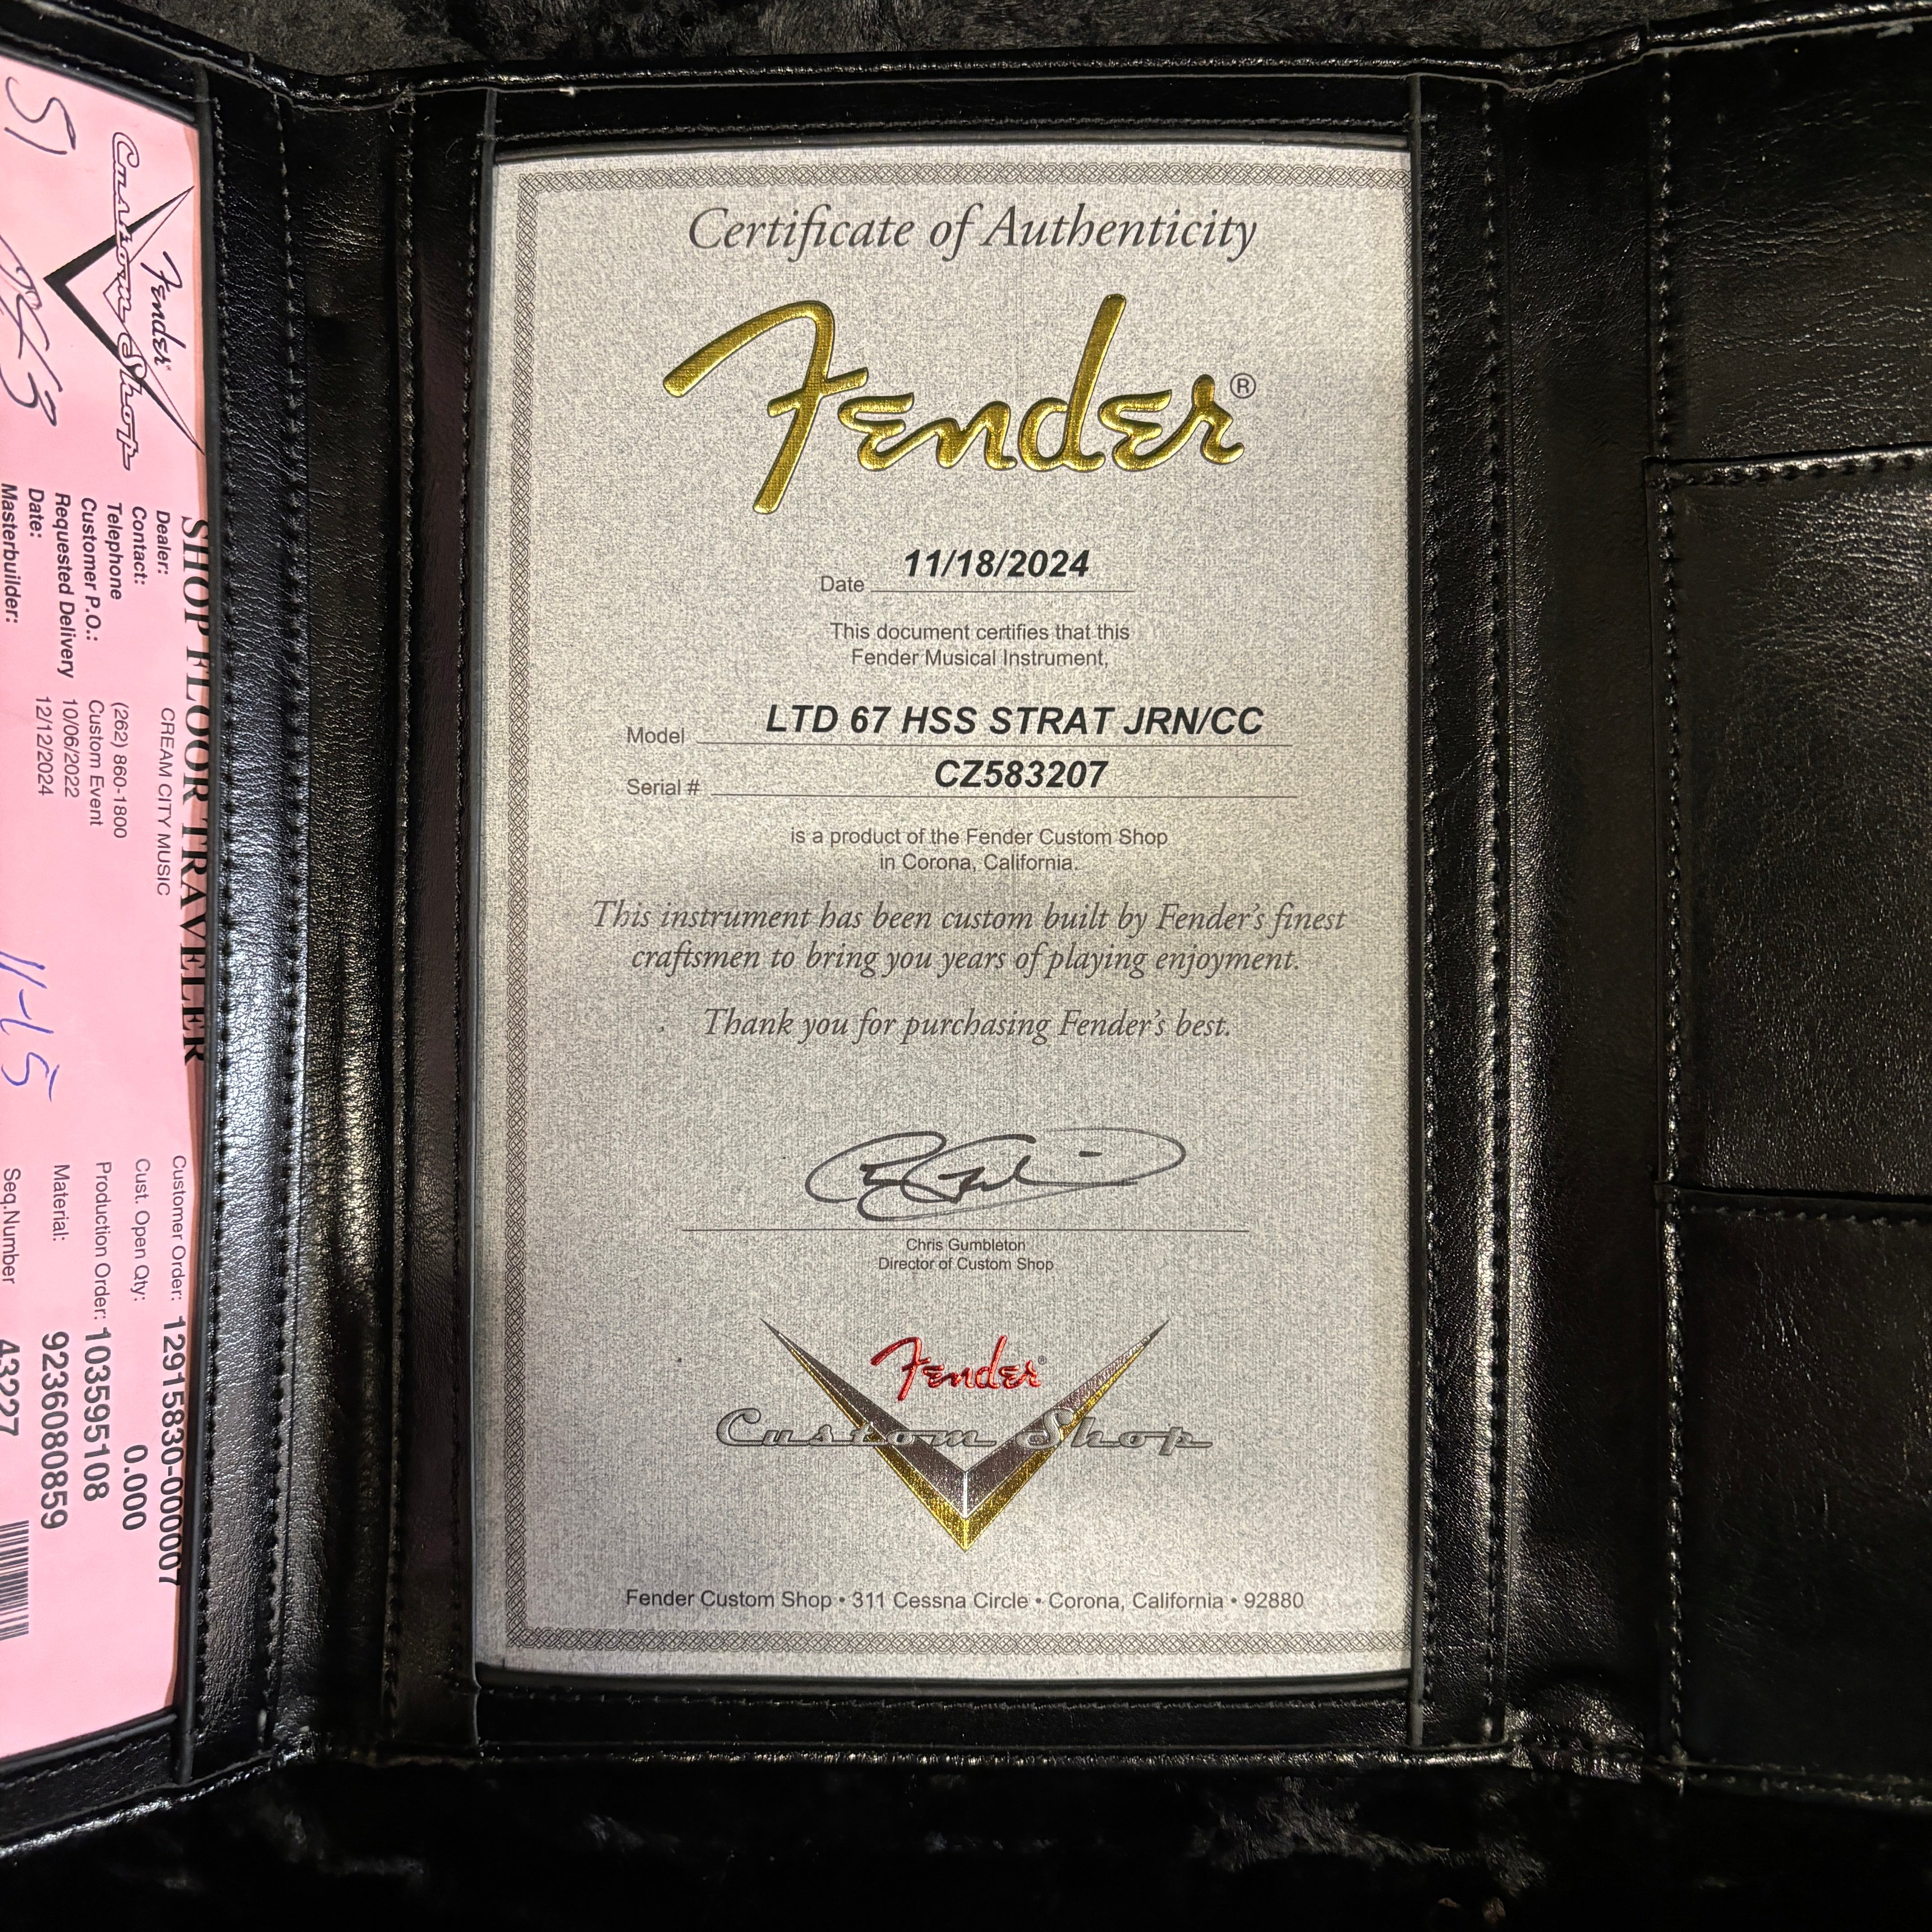 Certificate of Authenticity
Fender®
Date 11/18/2024
This document certifies that this
Fender Musical Instrument,
Model LTD 67 HSS STRAT JRN/CC
Serial # CZ583207
is a product of the Fender Custom Shop
in Corona, California.
This instrument has been custom built by Fender's finest
craftsmen to bring you years of playing enjoyment.
Thank you for purchasing Fender's best.
Chris Gumbleton
Director of Custom Shop
Fender®
Custom Shop
Fender Custom Shop • 311 Cessna Circle • Corona, California • 92880
SHOP FLOOR TRAVELER
Fender
Custom Shop
Dealer: CREAM CITY MUSIC
Contact:
Telephone (262) 860-1800
Customer P.O.: Custom Event
Requested Delivery 10/06/2022
Date: 12/12/2024
Masterbuilder:
Customer Order: 12915830-000007
Cust. Open Qty: 0.000
Production Order: 103595108
Material: 9236080859
Seq.Number 43227
51
11-15